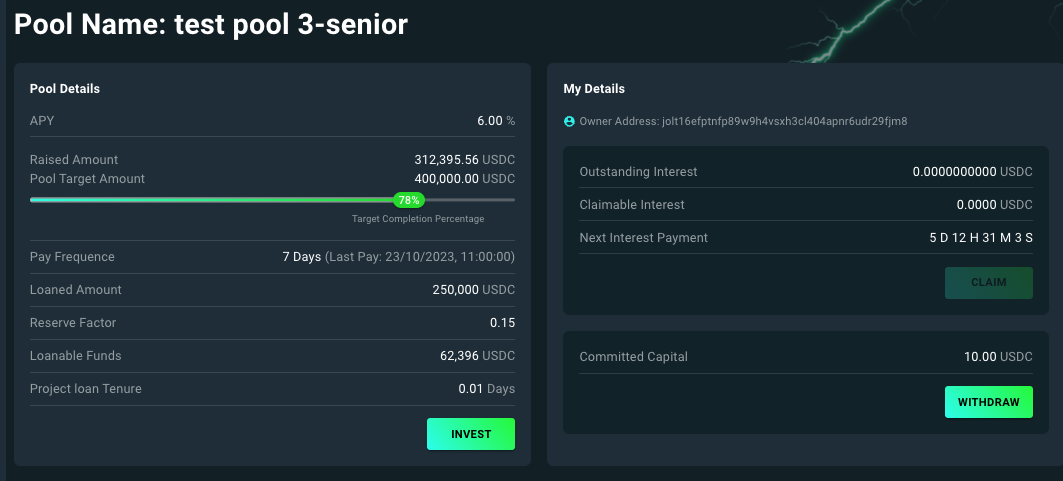 Pool Name: test pool 3-senior
Pool Details
APY 6.00 %
Raised Amount 312,395.56 USDC
Pool Target Amount 400,000.00 USDC
78%
Target Completion Percentage
Pay Frequence 7 Days (Last Pay: 23/10/2023, 11:00:00)
Loaned Amount 250,000 USDC
Reserve Factor 0.15
Loanable Funds 62,396 USDC
Project loan Tenure 0.01 Days
INVEST
My Details
Owner Address: jolt16efptnfp89w9h4vsxh3cl404apnr6udr29fjm8
Outstanding Interest 0.0000000000 USDC
Claimable Interest 0.0000 USDC
Next Interest Payment 5 D 12 H 31 M 3 S
CLAIM
Committed Capital 10.00 USDC
WITHDRAW